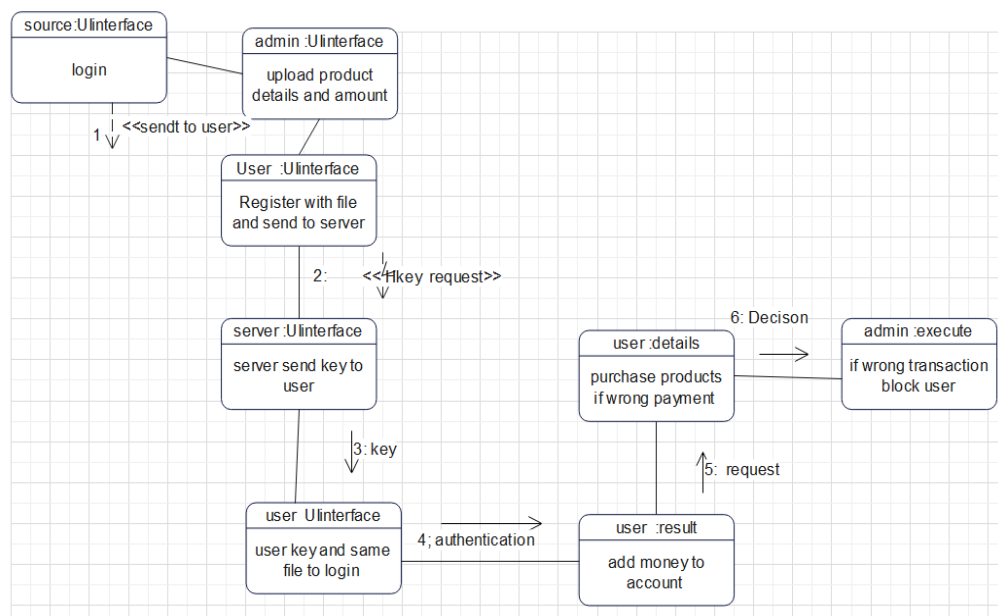 source:UIinterface
login
admin :UIinterface
upload product
details and amount
1
<<sendt to user>>
User :UIinterface
Register with file
and send to server
2:
<<Hkey request>>
server :UIinterface
server send key to
user
3: key
user UIinterface
user key and same
file to login
4; authentication
user :result
add money to
account
5: request
user :details
purchase products
if wrong payment
6: Decison
admin :execute
if wrong transaction
block user